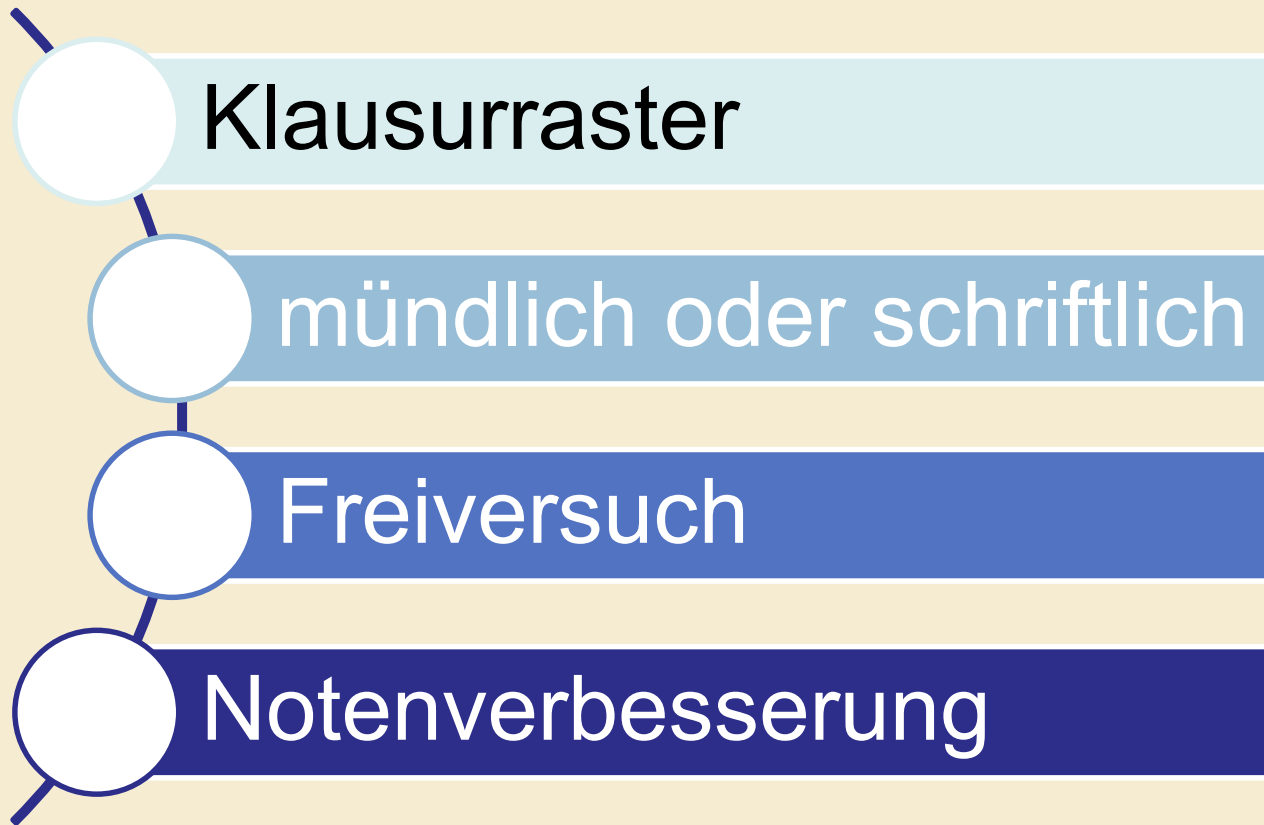 Klausurraster
mündlich oder schriftlich
Freiversuch
Notenverbesserung